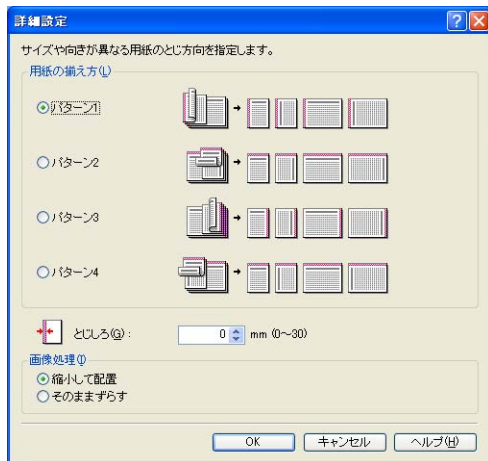 詳細設定
サイズや向きが異なる用紙のとじ方向を指定します。
用紙の揃え方(L)
パターン1
パターン2
パターン3
パターン4
とじしろ(G): 0 mm (0~30)
画像処理(I)
縮小して配置
そのままずらす
OK キャンセル ヘルプ(H)